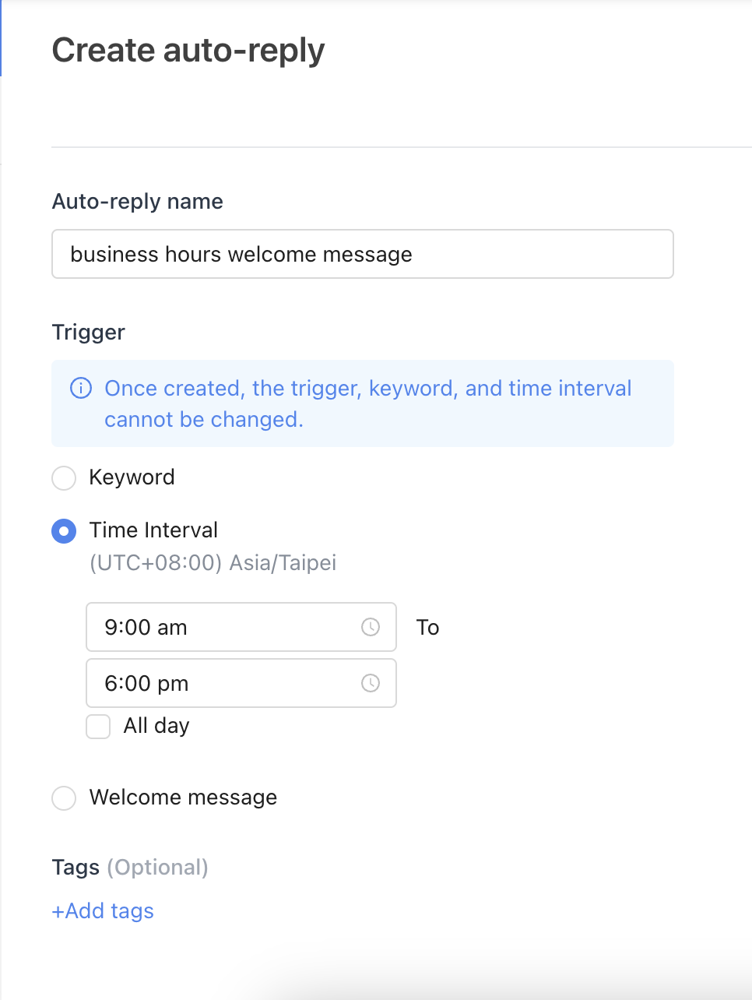 Create auto-reply
Auto-reply name
business hours welcome message
Trigger
Once created, the trigger, keyword, and time interval
cannot be changed.
Keyword
Time Interval
(UTC+08:00) Asia/Taipei
9:00 am To
6:00 pm
All day
Welcome message
Tags (Optional)
+Add tags